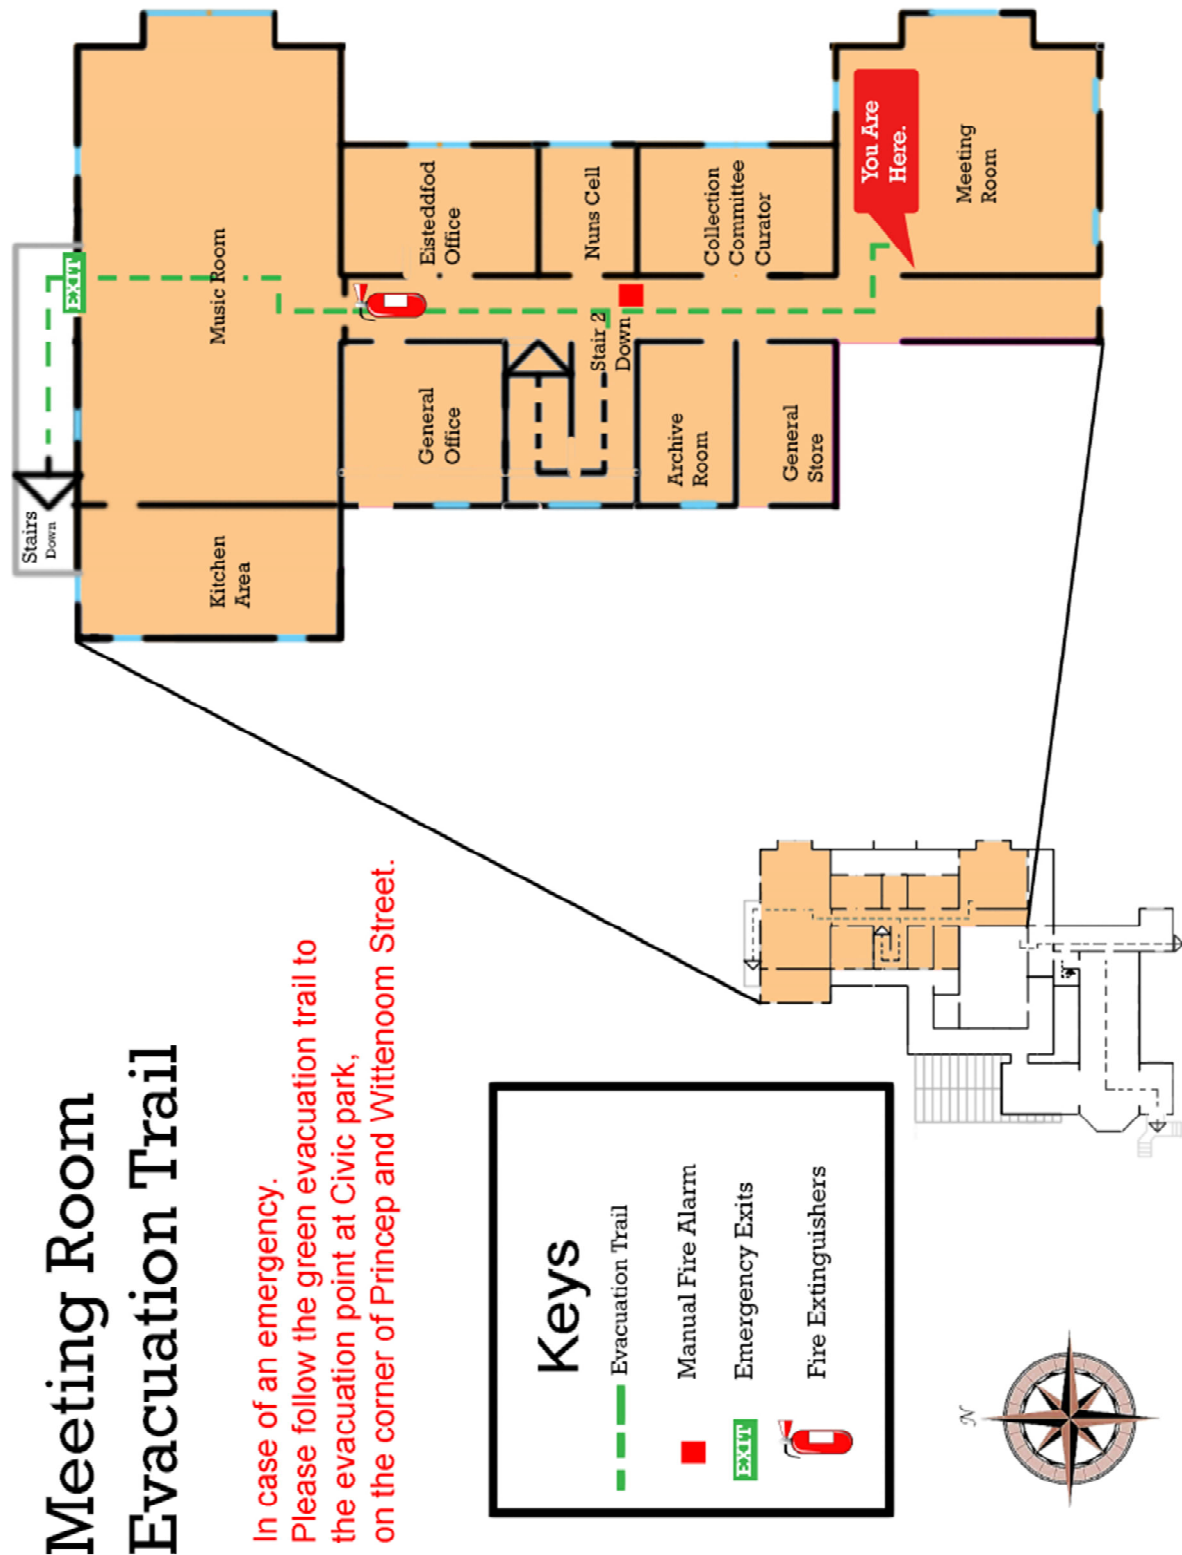 Meeting Room
Evacuation Trail
In case of an emergency.
Please follow the green evacuation trail to
the evacuation point at Civic park,
on the corner of Princep and Wittenoom Street.
Keys
Evacuation Trail
Manual Fire Alarm
EXIT
Emergency Exits
Fire Extinguishers
N
Stairs
Down
EXIT
Kitchen
Area
Music Room
General
Office
Eisteddfod
Office
Stair 2
Down
Nuns Cell
Archive
Room
Collection
Committee
Curator
General
Store
You Are
Here.
Meeting
Room